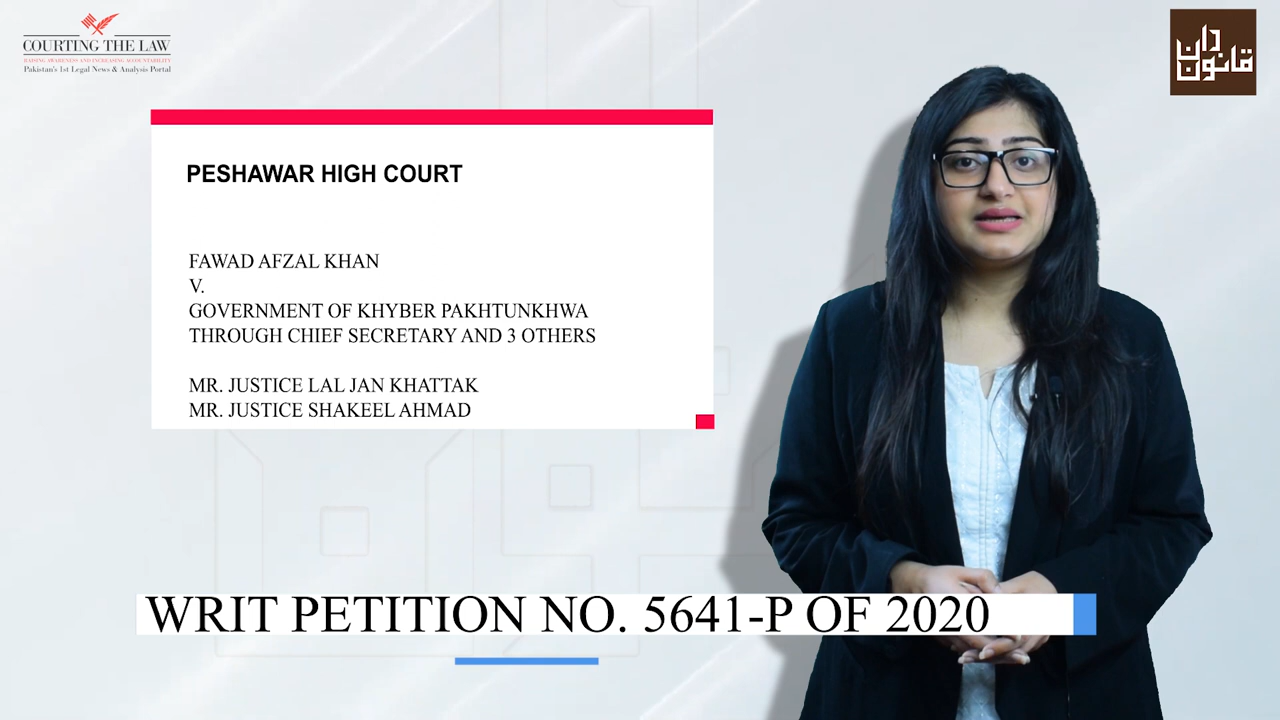 COURTING THE LAW
RAISING AWARENESS AND INCREASING ACCOUNTABILITY
Pakistan's 1st Legal News & Analysis Portal
قانون دان
PESHAWAR HIGH COURT
FAWAD AFZAL KHAN
V.
GOVERNMENT OF KHYBER PAKHTUNKHWA
THROUGH CHIEF SECRETARY AND 3 OTHERS
MR. JUSTICE LAL JAN KHATTAK
MR. JUSTICE SHAKEEL AHMAD
WRIT PETITION NO. 5641-P OF 2020